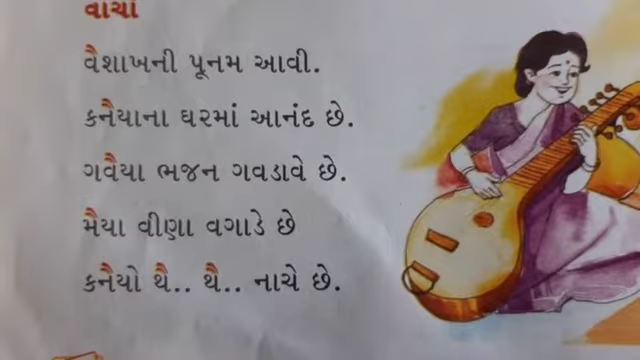 વાંચો
વૈશાખની પૂનમ આવી.
કનૈયાના ઘરમાં આનંદ છે.
ગવૈયા ભજન ગવડાવે છે.
મૈયા વીણા વગાડે છે
કનૈયો થૈ.. થૈ.. નાચે છે.